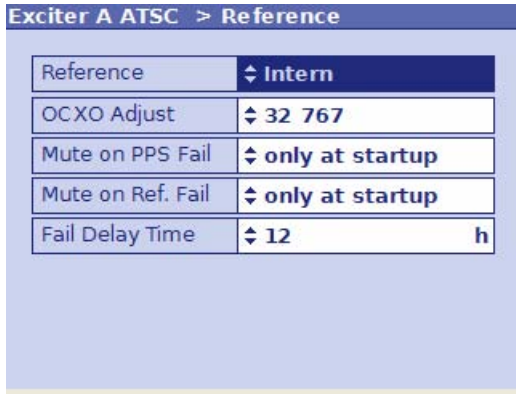 Exciter A ATSC > Reference
Reference Intern
OCXO Adjust 32 767
Mute on PPS Fail only at startup
Mute on Ref. Fail only at startup
Fail Delay Time 12 h